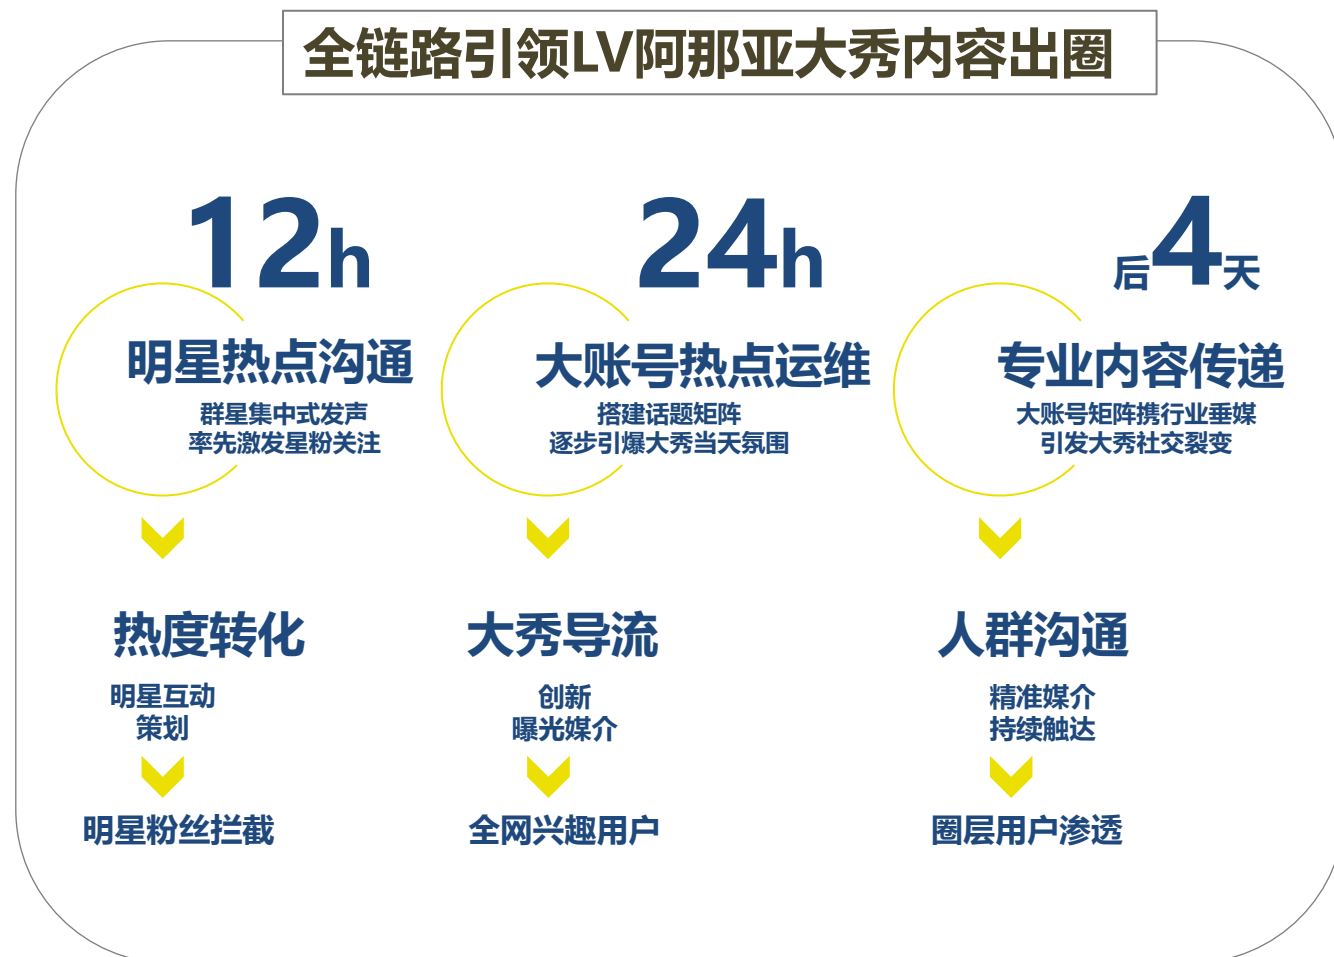 全链路引领LV阿那亚大秀内容出圈
12h
明星热点沟通
群星集中式发声
率先激发星粉关注
热度转化
明星互动
策划
明星粉丝拦截
24h
大账号热点运维
搭建话题矩阵
逐步引爆大秀当天氛围
大秀导流
创新
曝光媒介
全网兴趣用户
后4天
专业内容传递
大账号矩阵携行业垂媒
引发大秀社交裂变
人群沟通
精准媒介
持续触达
圈层用户渗透